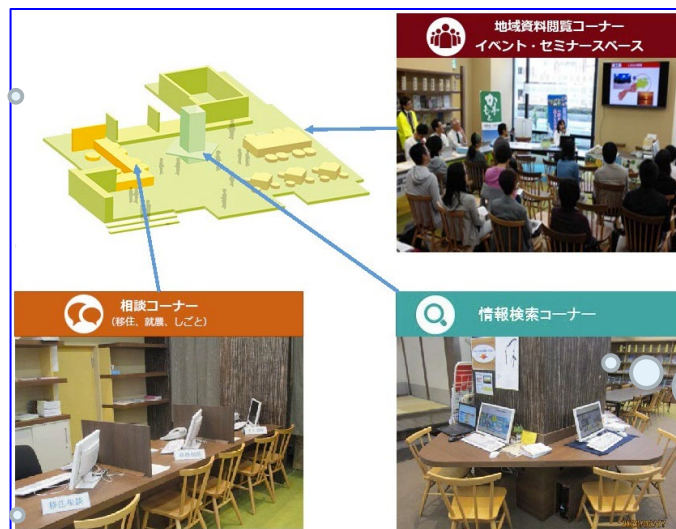 地域資料閲覧コーナー
イベント・セミナースペース
相談コーナー
（移住、就農、しごと）
情報検索コーナー
移住相談